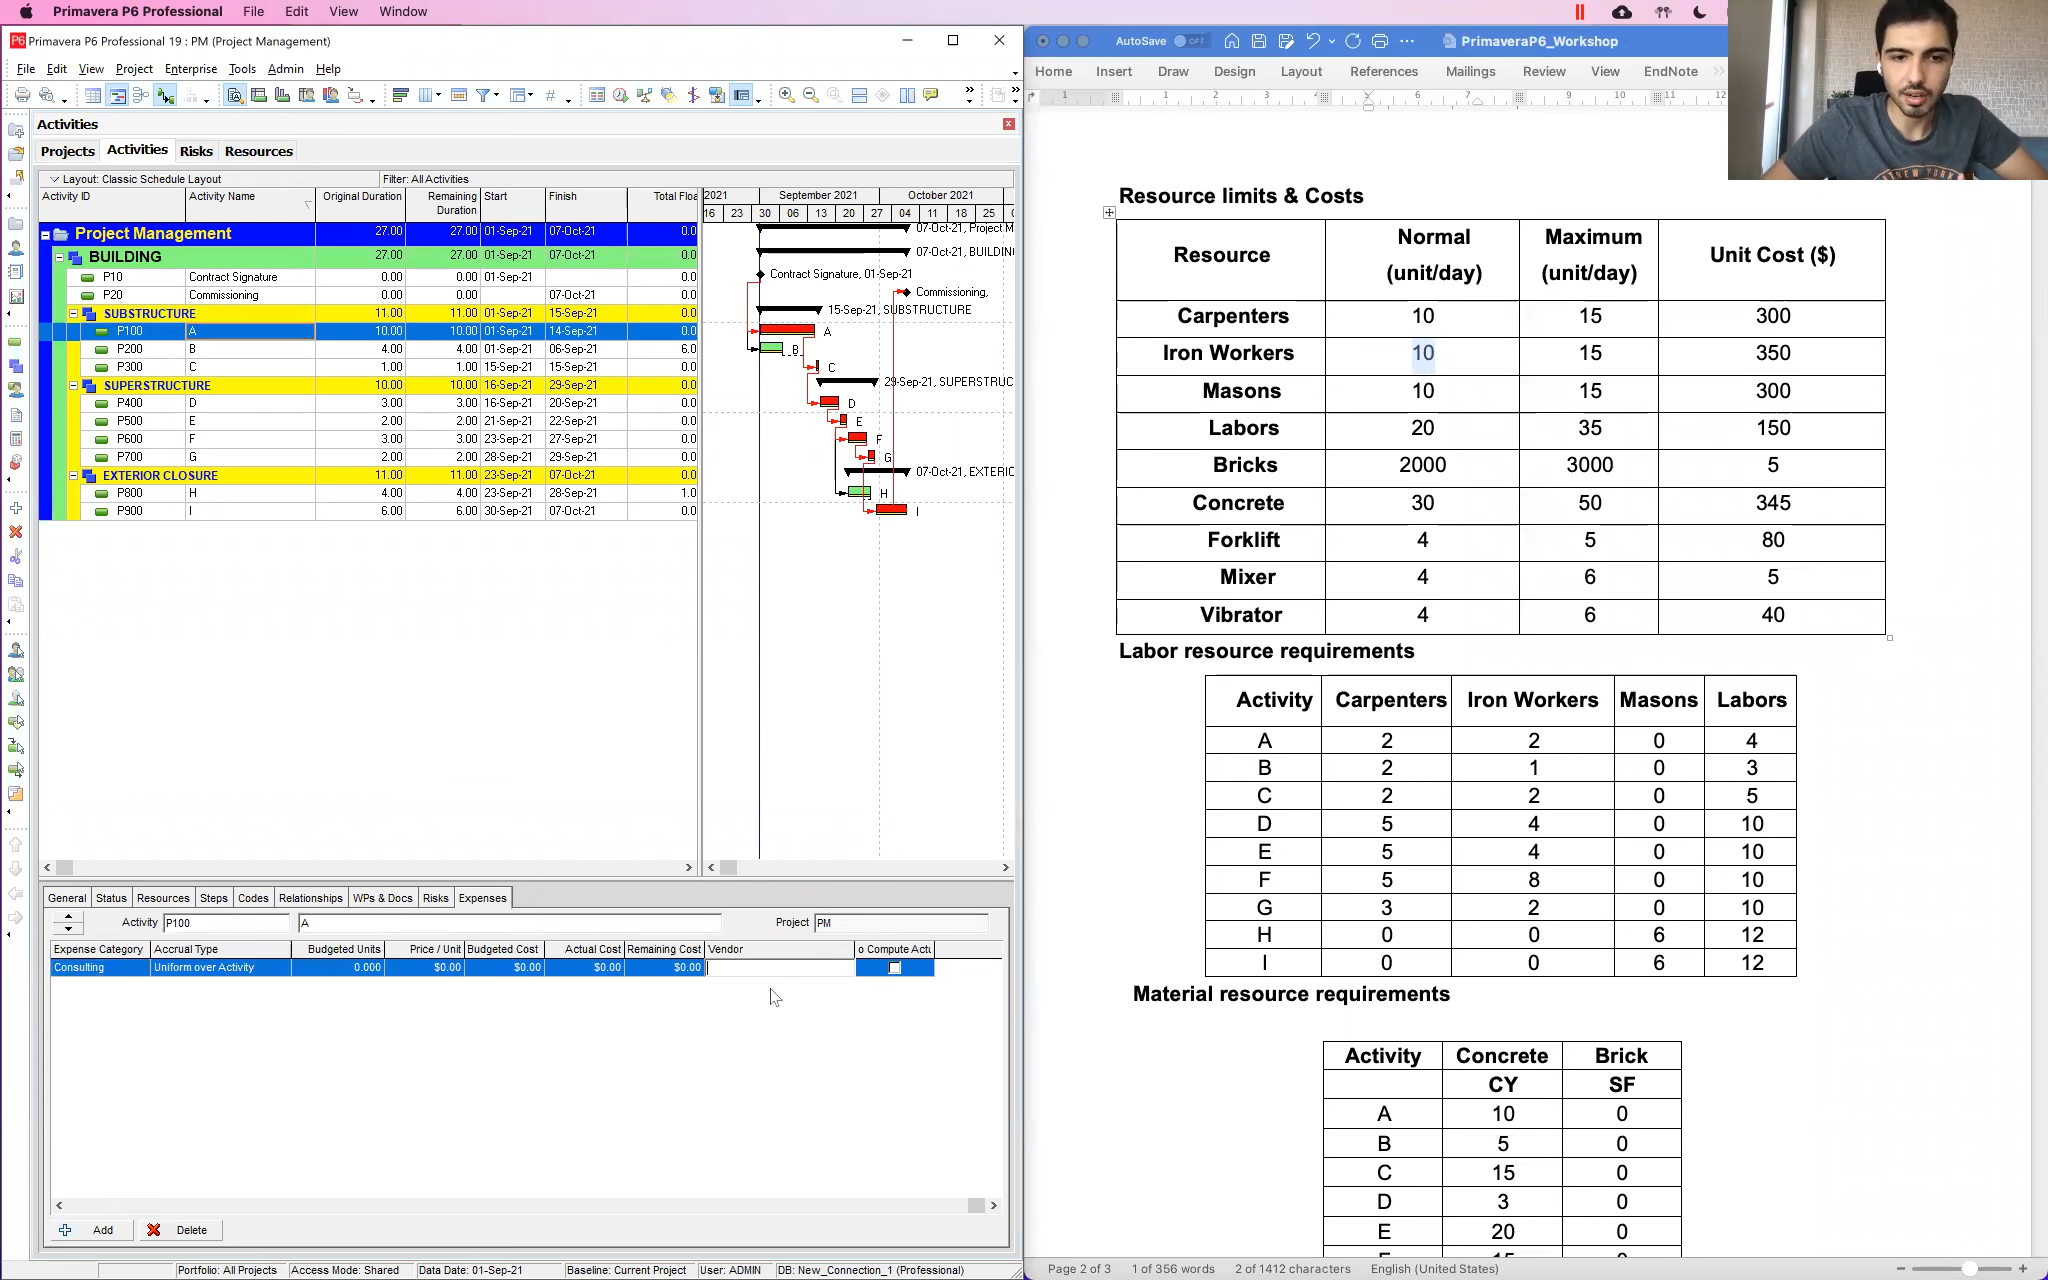 Primavera P6 Professional File Edit View Window
P6 Primavera P6 Professional 19 : PM (Project Management)
File Edit View Project Enterprise Tools Admin Help
Activities
Projects Activities Risks Resources
Layout: Classic Schedule Layout Filter: All Activities
Activity ID Activity Name Original Duration Remaining Duration Start Finish Total Floa
2021 September 2021 October 2021
16 23 30 06 13 20 27 04 11 18 25
Project Management 27.00 27.00 01-Sep-21 07-Oct-21 0.0
BUILDING 27.00 27.00 01-Sep-21 07-Oct-21 0.0
P10 Contract Signature 0.00 0.00 01-Sep-21 0.0
P20 Commissioning 0.00 0.00 07-Oct-21 0.0
SUBSTRUCTURE 11.00 11.00 01-Sep-21 15-Sep-21 0.0
P100 A 10.00 10.00 01-Sep-21 14-Sep-21 0.0
P200 B 4.00 4.00 01-Sep-21 06-Sep-21 6.0
P300 C 1.00 1.00 15-Sep-21 15-Sep-21 0.0
SUPERSTRUCTURE 10.00 10.00 16-Sep-21 29-Sep-21 0.0
P400 D 3.00 3.00 16-Sep-21 20-Sep-21 0.0
P500 E 2.00 2.00 21-Sep-21 22-Sep-21 0.0
P600 F 3.00 3.00 23-Sep-21 27-Sep-21 0.0
P700 G 2.00 2.00 28-Sep-21 29-Sep-21 0.0
EXTERIOR CLOSURE 11.00 11.00 23-Sep-21 07-Oct-21 0.0
P800 H 4.00 4.00 23-Sep-21 28-Sep-21 1.0
P900 I 6.00 6.00 30-Sep-21 07-Oct-21 0.0
07-Oct-21, Project M
07-Oct-21, BUILDIN
Contract Signature, 01-Sep-21
Commissioning,
15-Sep-21, SUBSTRUCTURE
A
B
C
29-Sep-21, SUPERSTRUC
D
E
F
G
07-Oct-21, EXTERIO
H
I
General Status Resources Steps Codes Relationships WPs & Docs Risks Expenses
Activity P100 A Project PM
Expense Category Accrual Type Budgeted Units Price / Unit Budgeted Cost Actual Cost Remaining Cost Vendor o Compute Actu
Consulting Uniform over Activity 0.000 $0.00 $0.00 $0.00 $0.00
Add Delete
Portfolio: All Projects Access Mode: Shared Data Date: 01-Sep-21 Baseline: Current Project User: ADMIN DB: New_Connection_1 (Professional)
AutoSave OFF PrimaveraP6_Workshop
Home Insert Draw Design Layout References Mailings Review View EndNote
1 1 2 3 4 5 6 7 9 10 11 12
Resource limits & Costs
Resource Normal (unit/day) Maximum (unit/day) Unit Cost ($)
Carpenters 10 15 300
Iron Workers 10 15 350
Masons 10 15 300
Labors 20 35 150
Bricks 2000 3000 5
Concrete 30 50 345
Forklift 4 5 80
Mixer 4 6 5
Vibrator 4 6 40
Labor resource requirements
Activity Carpenters Iron Workers Masons Labors
A 2 2 0 4
B 2 1 0 3
C 2 2 0 5
D 5 4 0 10
E 5 4 0 10
F 5 8 0 10
G 3 2 0 10
H 0 0 6 12
I 0 0 6 12
Material resource requirements
Activity Concrete Brick
CY SF
A 10 0
B 5 0
C 15 0
D 3 0
E 20 0
Page 2 of 3 1 of 356 words 2 of 1412 characters English (United States)